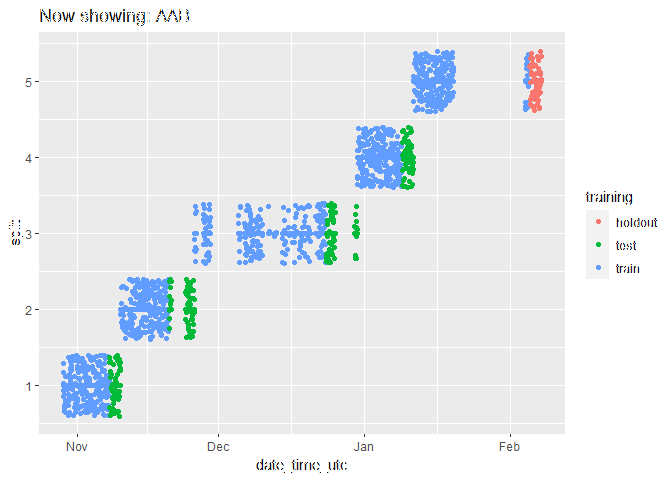 Now showing: AAB
5
4
3
2
1
split
Nov
Dec
Jan
Feb
date_time_utc
training
holdout
test
train